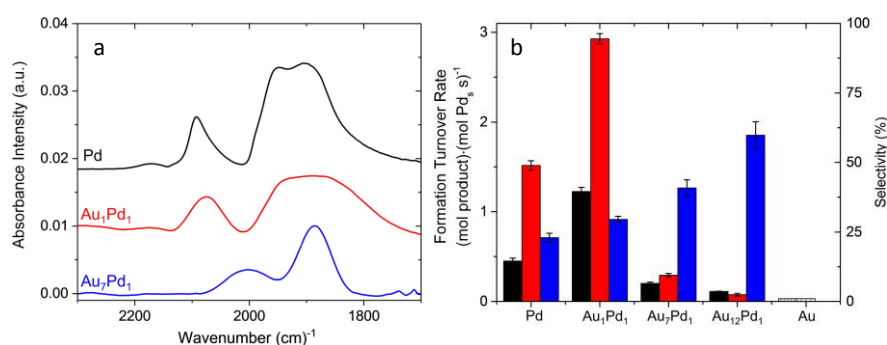 a
0.04
0.03
0.02
0.01
0.00
Absorbance Intensity (a.u.)
Pd
Au₁Pd₁
Au₇Pd₁
2200
2000
1800
Wavenumber (cm)⁻¹
b
3
2
1
0
Formation Turnover Rate
(mol product)·(mol Pdₛ s)⁻¹
100
75
50
25
0
Selectivity (%)
Pd
Au₁Pd₁
Au₇Pd₁
Au₁₂Pd₁
Au